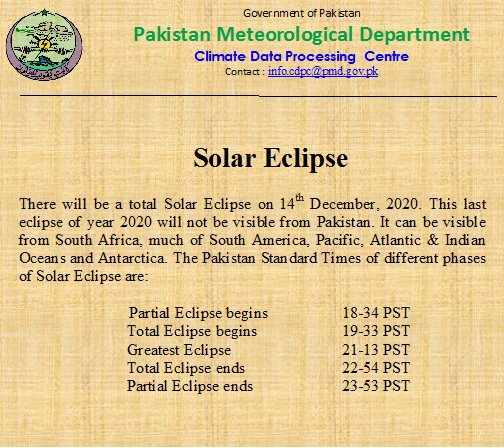 Government of Pakistan
Pakistan Meteorological Department
Climate Data Processing Centre
Contact : info.cdpc@pmd.gov.pk
Solar Eclipse
There will be a total Solar Eclipse on 14th December, 2020. This last
eclipse of year 2020 will not be visible from Pakistan. It can be visible
from South Africa, much of South America, Pacific, Atlantic & Indian
Oceans and Antarctica. The Pakistan Standard Times of different phases
of Solar Eclipse are:
Partial Eclipse begins 18-34 PST
Total Eclipse begins 19-33 PST
Greatest Eclipse 21-13 PST
Total Eclipse ends 22-54 PST
Partial Eclipse ends 23-53 PST